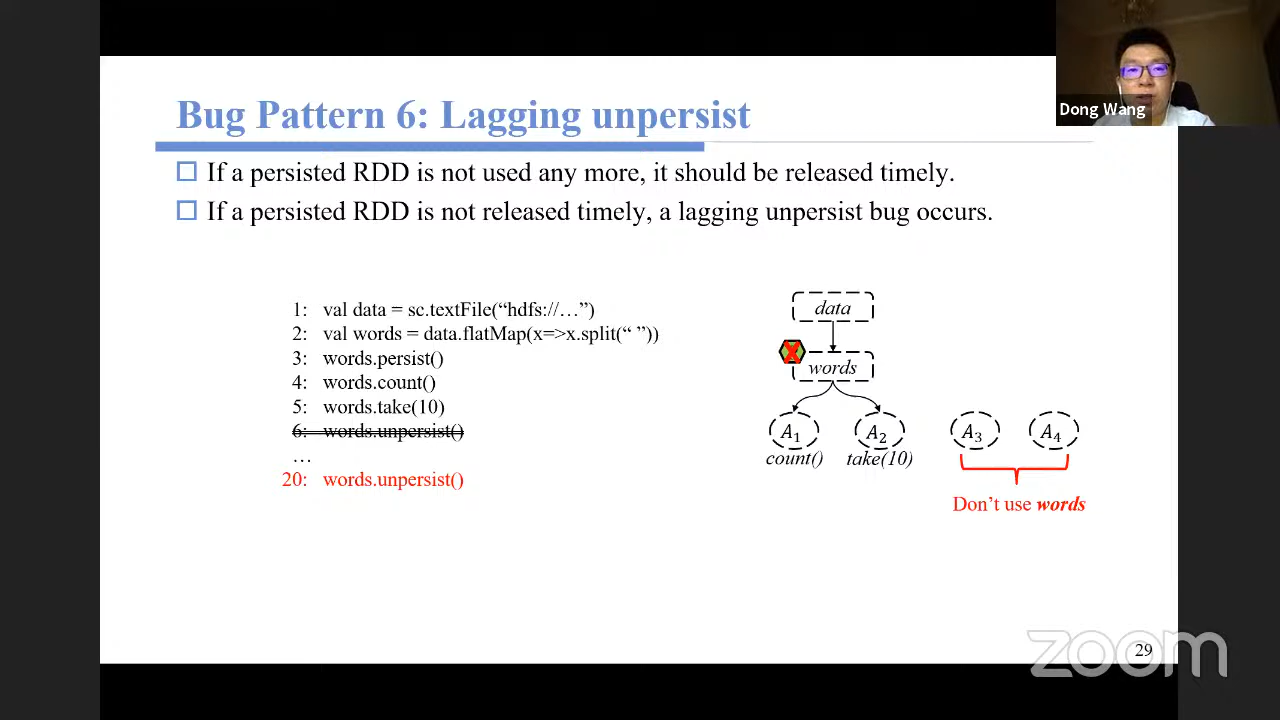 Dong Wang
Bug Pattern 6: Lagging unpersist
If a persisted RDD is not used any more, it should be released timely.
If a persisted RDD is not released timely, a lagging unpersist bug occurs.
1: val data = sc.textFile(“hdfs://…”)
2: val words = data.flatMap(x=>x.split(“ ”))
3: words.persist()
4: words.count()
5: words.take(10)
6: words.unpersist()
…
20: words.unpersist()
data
words
A1 A2 A3 A4
count() take(10)
Don’t use words
29
zoom